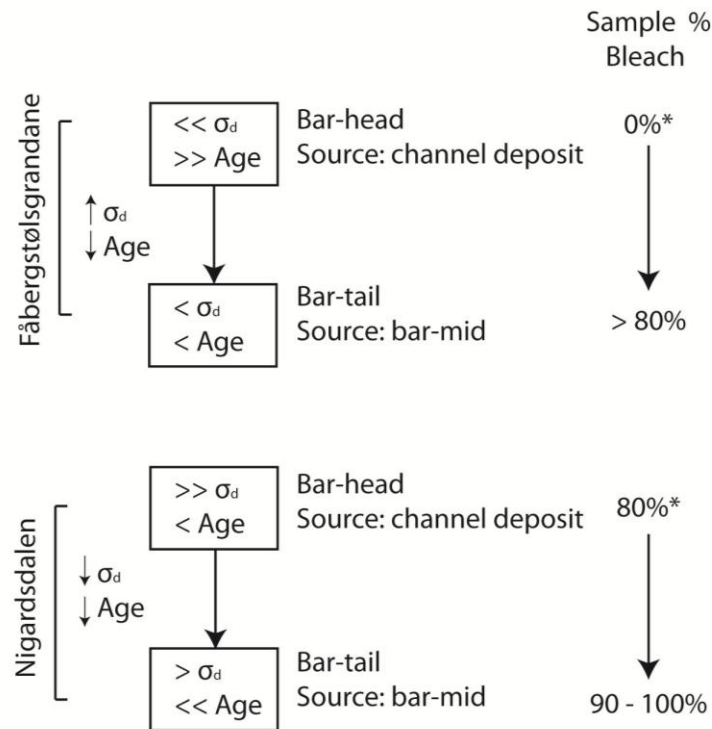 Sample %
Bleach
Fåbergstølsgrandane
↑ σd
↓ Age
<< σd
>> Age
Bar-head
Source: channel deposit
0%*
< σd
< Age
Bar-tail
Source: bar-mid
> 80%
Nigardsdalen
↓ σd
↓ Age
>> σd
< Age
Bar-head
Source: channel deposit
80%*
> σd
<< Age
Bar-tail
Source: bar-mid
90 - 100%